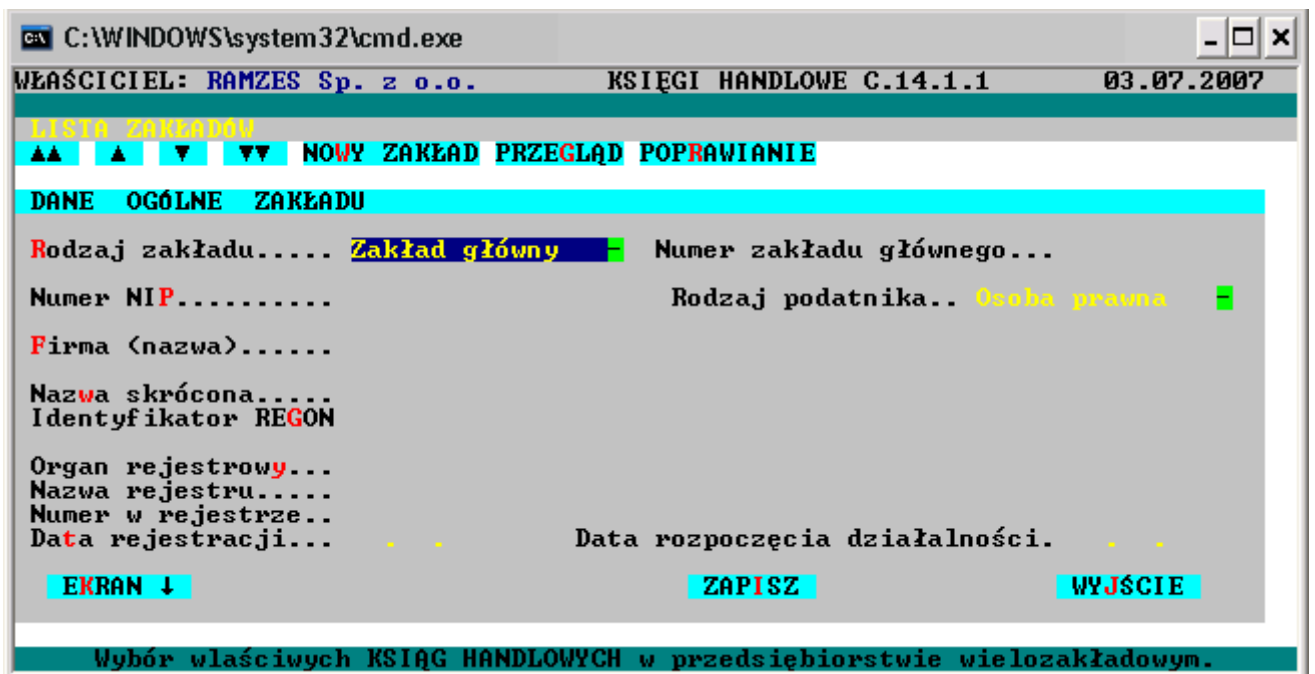 C:\WINDOWS\system32\cmd.exe
WŁAŚCICIEL: RAMZES Sp. z o.o. KSIĘGI HANDLOWE C.14.1.1 03.07.2007
LISTA ZAKŁADÓW
▲▲ ▲ ▼ ▼▼ NOWY ZAKŁAD PRZEGLĄD POPRAWIANIE
DANE OGÓLNE ZAKŁADU
Rodzaj zakładu..... Zakład główny - Numer zakładu głównego...
Numer NIP.......... Rodzaj podatnika.. Osoba prawna -
Firma (nazwa)......
Nazwa skrócona.....
Identyfikator REGON
Organ rejestrowy...
Nazwa rejestru.....
Numer w rejestrze..
Data rejestracji... . . Data rozpoczęcia działalności. . .
EKRAN ↓ ZAPISZ WYJŚCIE
Wybór wlaściwych KSIĄG HANDLOWYCH w przedsiębiorstwie wielozakładowym.